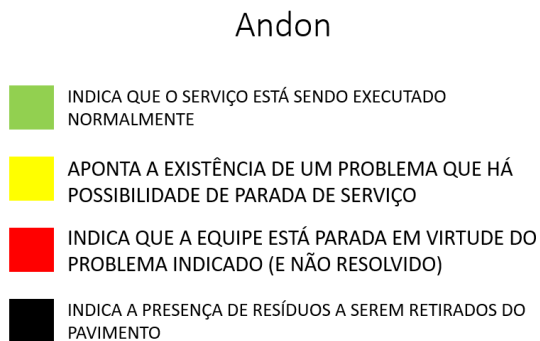 Andon
INDICA QUE O SERVIÇO ESTÁ SENDO EXECUTADO
NORMALMENTE
APONTA A EXISTÊNCIA DE UM PROBLEMA QUE HÁ
POSSIBILIDADE DE PARADA DE SERVIÇO
INDICA QUE A EQUIPE ESTÁ PARADA EM VIRTUDE DO
PROBLEMA INDICADO (E NÃO RESOLVIDO)
INDICA A PRESENÇA DE RESÍDUOS A SEREM RETIRADOS DO
PAVIMENTO